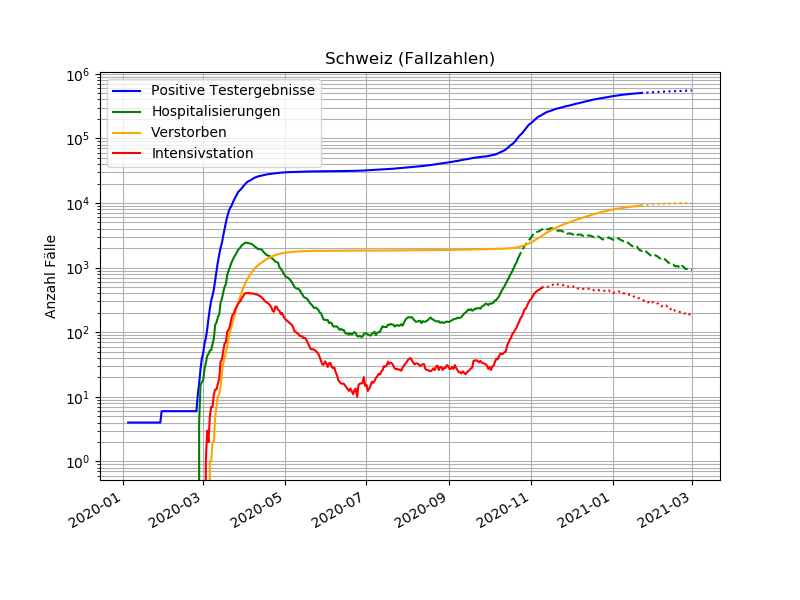 Schweiz (Fallzahlen)
Positive Testergebnisse
Hospitalisierungen
Verstorben
Intensivstation
Anzahl Fälle
10^6
10^5
10^4
10^3
10^2
10^1
10^0
2020-01
2020-03
2020-05
2020-07
2020-09
2020-11
2021-01
2021-03